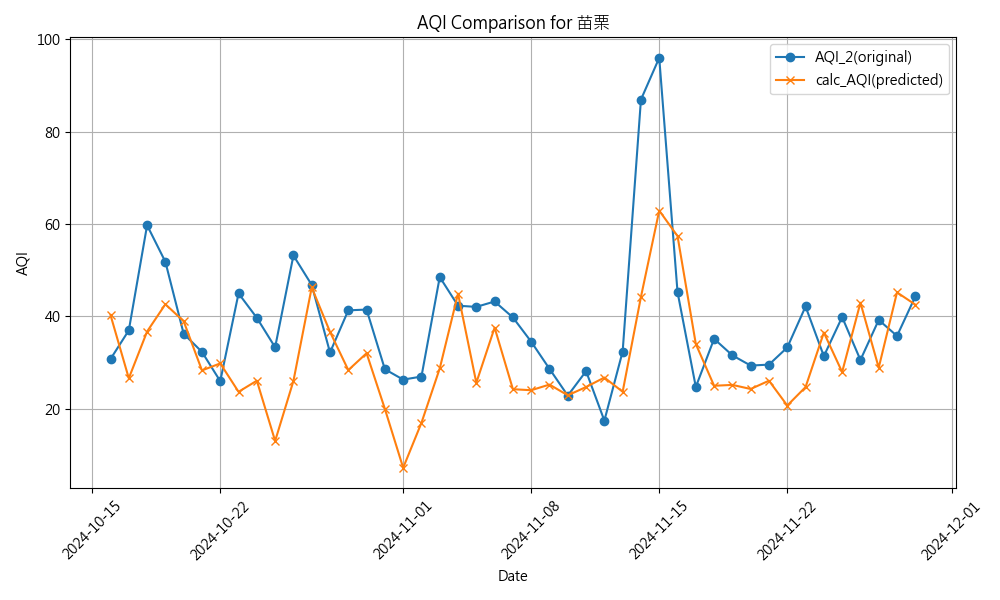 AQI Comparison for 苗栗
AQI_2(original)
calc_AQI(predicted)
100
80
60
40
20
AQI
2024-10-15
2024-10-22
2024-11-01
2024-11-08
2024-11-15
2024-11-22
2024-12-01
Date